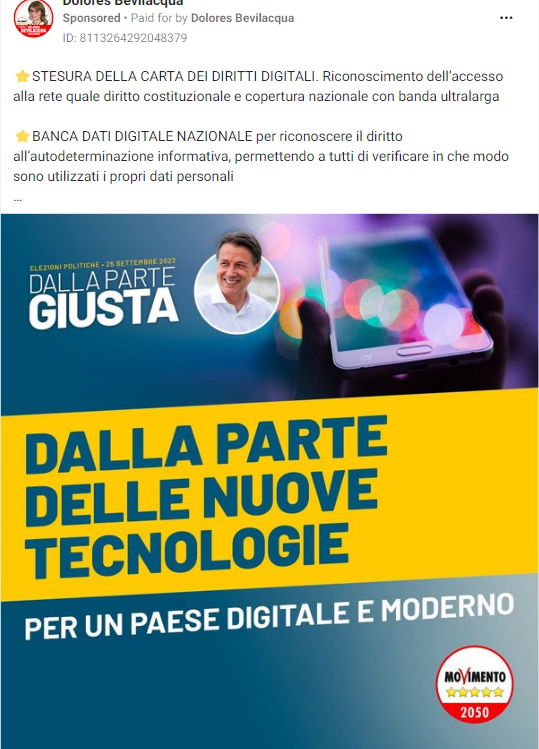 Dolores Bevilacqua
Sponsored • Paid for by Dolores Bevilacqua
ID: 8113264292048379
⭐STESURA DELLA CARTA DEI DIRITTI DIGITALI. Riconoscimento dell'accesso
alla rete quale diritto costituzionale e copertura nazionale con banda ultralarga
⭐BANCA DATI DIGITALE NAZIONALE per riconoscere il diritto
all'autodeterminazione informativa, permettendo a tutti di verificare in che modo
sono utilizzati i propri dati personali
...
ELEZIONI POLITICHE • 25 SETTEMBRE 2022
DALLA PARTE
GIUSTA
DALLA PARTE
DELLE NUOVE
TECNOLOGIE
PER UN PAESE DIGITALE E MODERNO
MOVIMENTO
2050